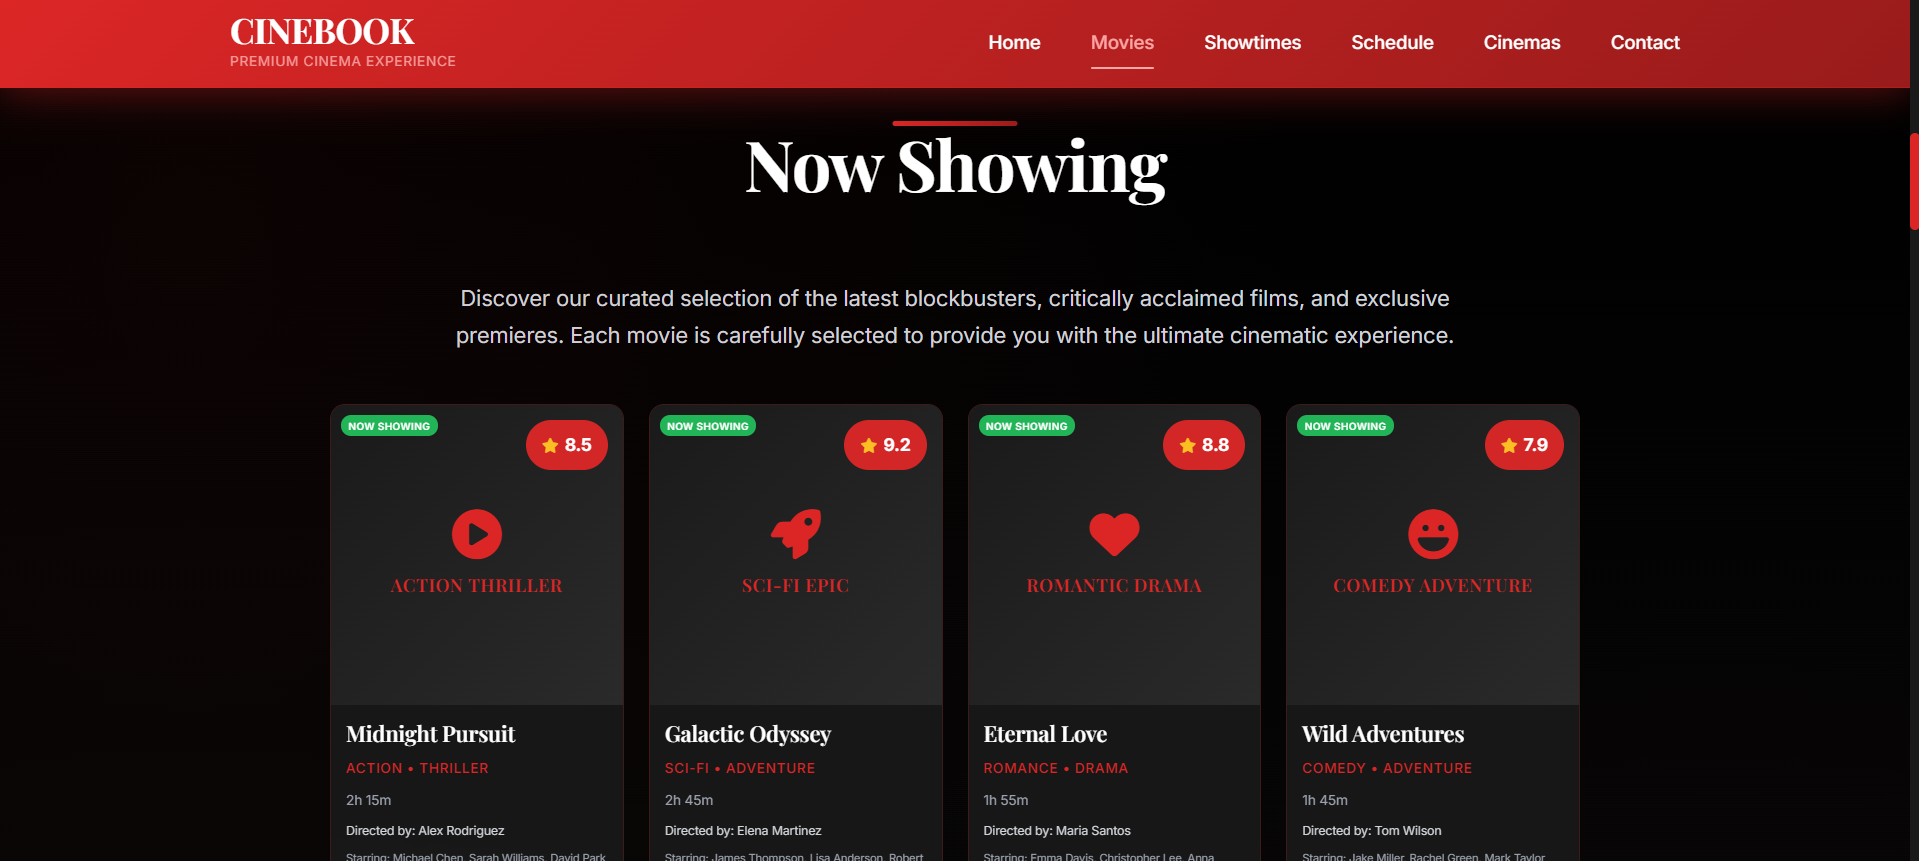 CINEBOOK
PREMIUM CINEMA EXPERIENCE
Home
Movies
Showtimes
Schedule
Cinemas
Contact
Now Showing
Discover our curated selection of the latest blockbusters, critically acclaimed films, and exclusive
premieres. Each movie is carefully selected to provide you with the ultimate cinematic experience.
NOW SHOWING
8.5
ACTION THRILLER
Midnight Pursuit
ACTION • THRILLER
2h 15m
Directed by: Alex Rodriguez
Starring: Michael Chen, Sarah Williams, David Park
NOW SHOWING
9.2
SCI-FI EPIC
Galactic Odyssey
SCI-FI • ADVENTURE
2h 45m
Directed by: Elena Martinez
Starring: James Thompson, Lisa Anderson, Robert
NOW SHOWING
8.8
ROMANTIC DRAMA
Eternal Love
ROMANCE • DRAMA
1h 55m
Directed by: Maria Santos
Starring: Emma Davis, Christopher Lee, Anna
NOW SHOWING
7.9
COMEDY ADVENTURE
Wild Adventures
COMEDY • ADVENTURE
1h 45m
Directed by: Tom Wilson
Starring: Jake Miller, Rachel Green, Mark Taylor